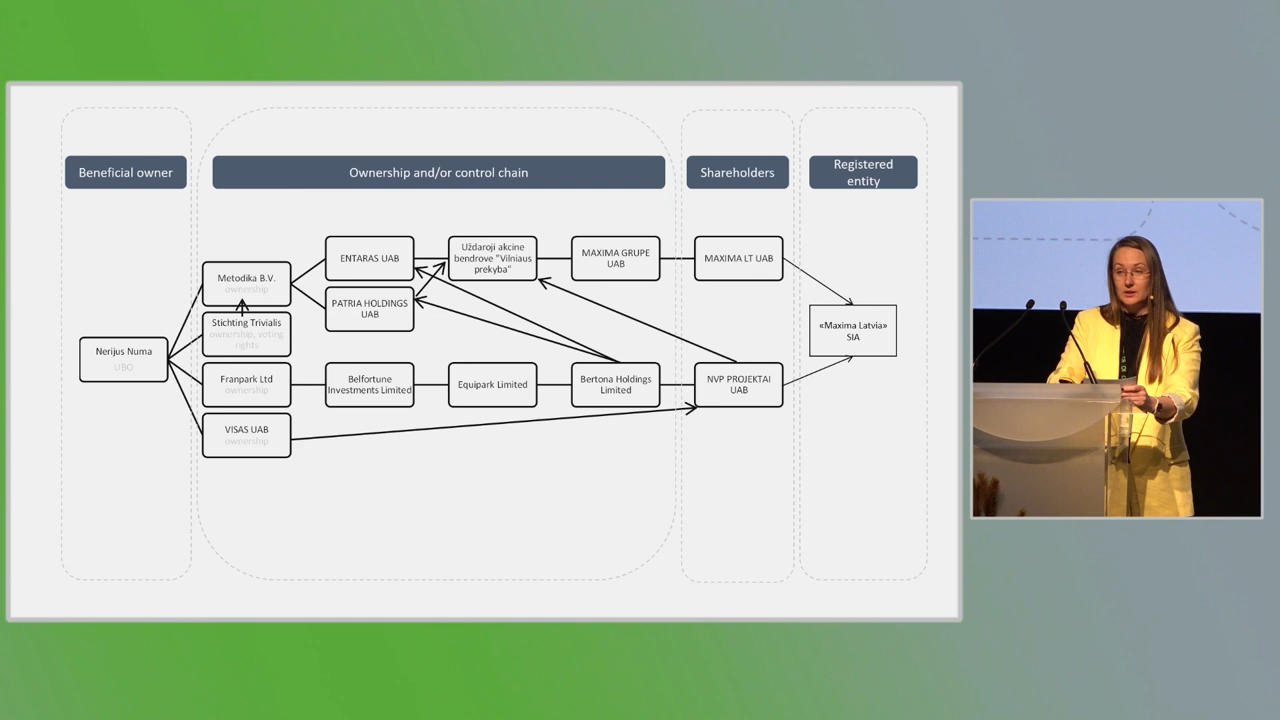 Beneficial owner
Ownership and/or control chain
Shareholders
Registered
entity
Nerijus Numa
UBO
Metodika B.V.
ownership
Stichting Trivialis
ownership, voting
rights
Franpark Ltd
ownership
VISAS UAB
ownership
ENTARAS UAB
PATRIA HOLDINGS
UAB
Belfortune
Investments Limited
Uždaroji akcine
bendrove "Vilniaus
prekyba"
Equipark Limited
MAXIMA GRUPE
UAB
Bertona Holdings
Limited
MAXIMA LT UAB
NVP PROJEKTAI
UAB
«Maxima Latvia»
SIA